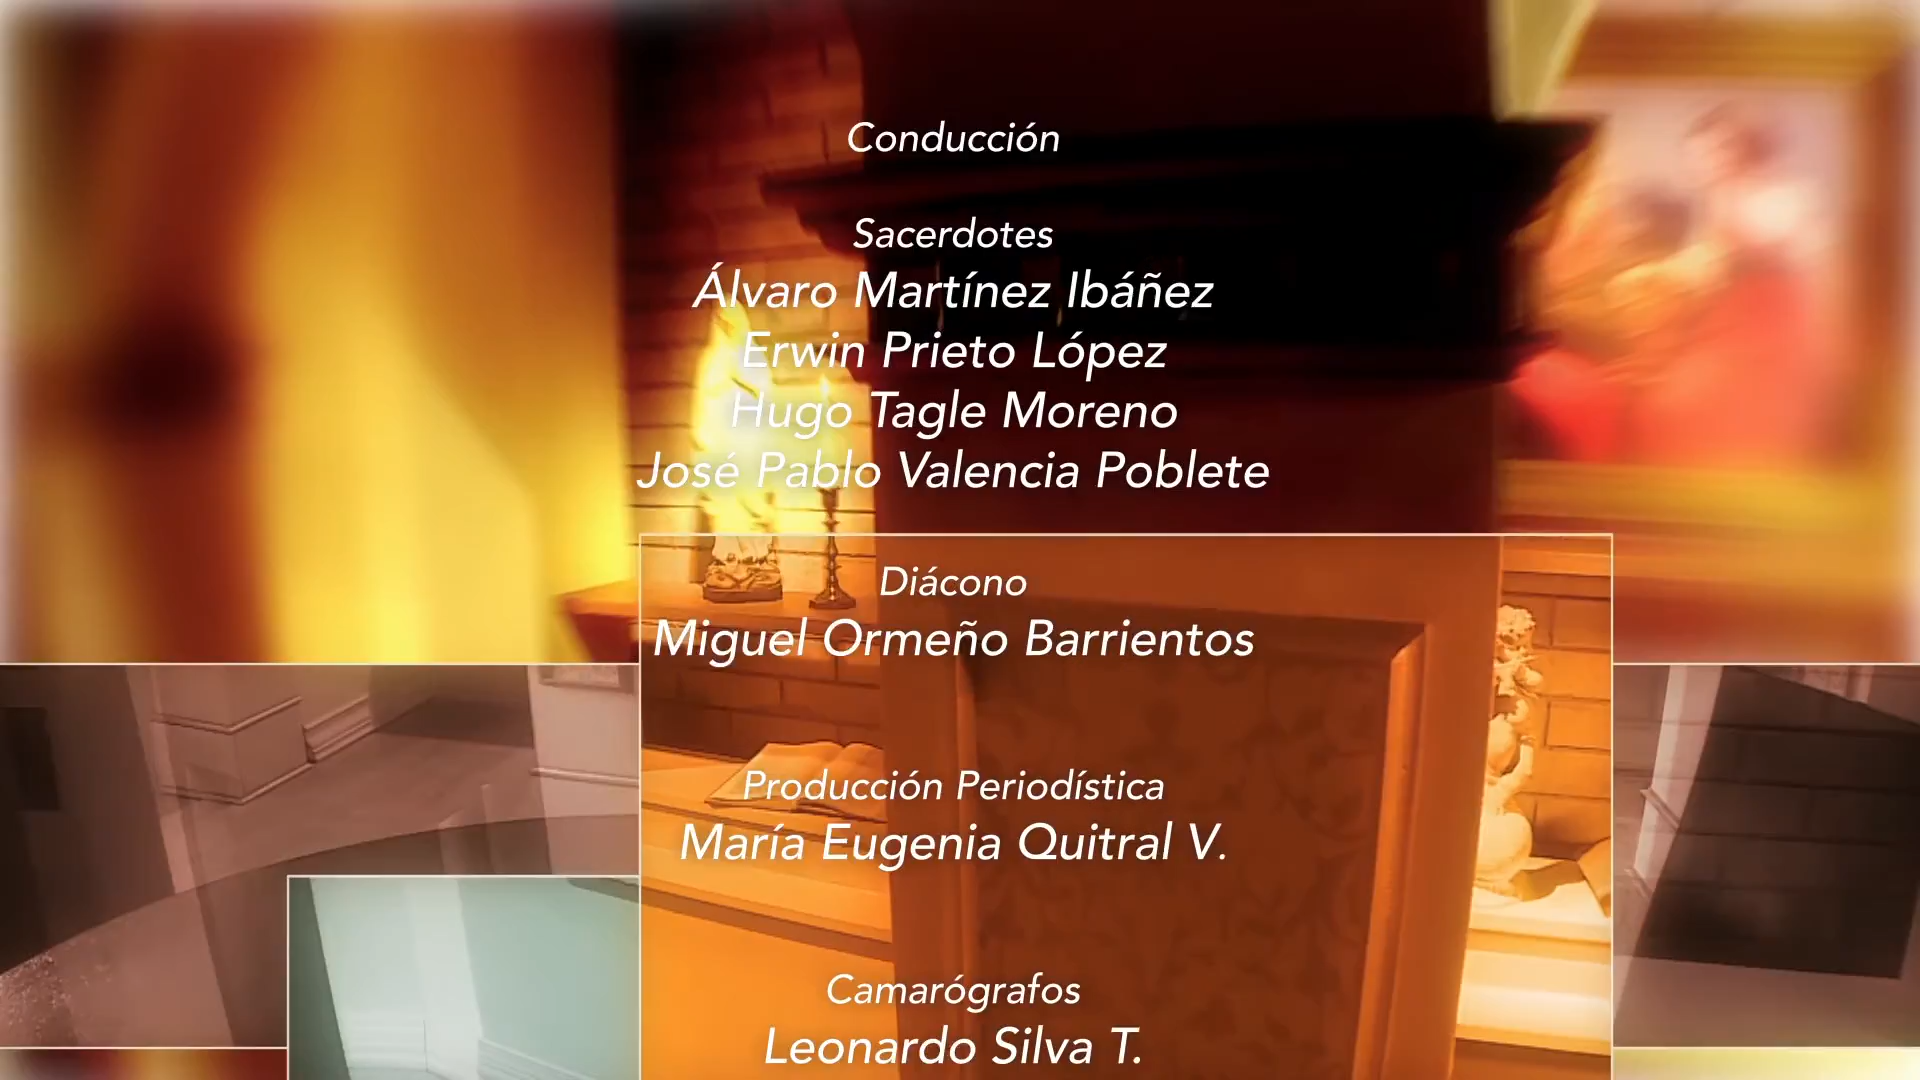 Conducción
Sacerdotes
Álvaro Martínez Ibáñez
Erwin Prieto López
Hugo Tagle Moreno
José Pablo Valencia Poblete
Diácono
Miguel Ormeño Barrientos
Producción Periodística
María Eugenia Quitral V.
Camarógrafos
Leonardo Silva T.